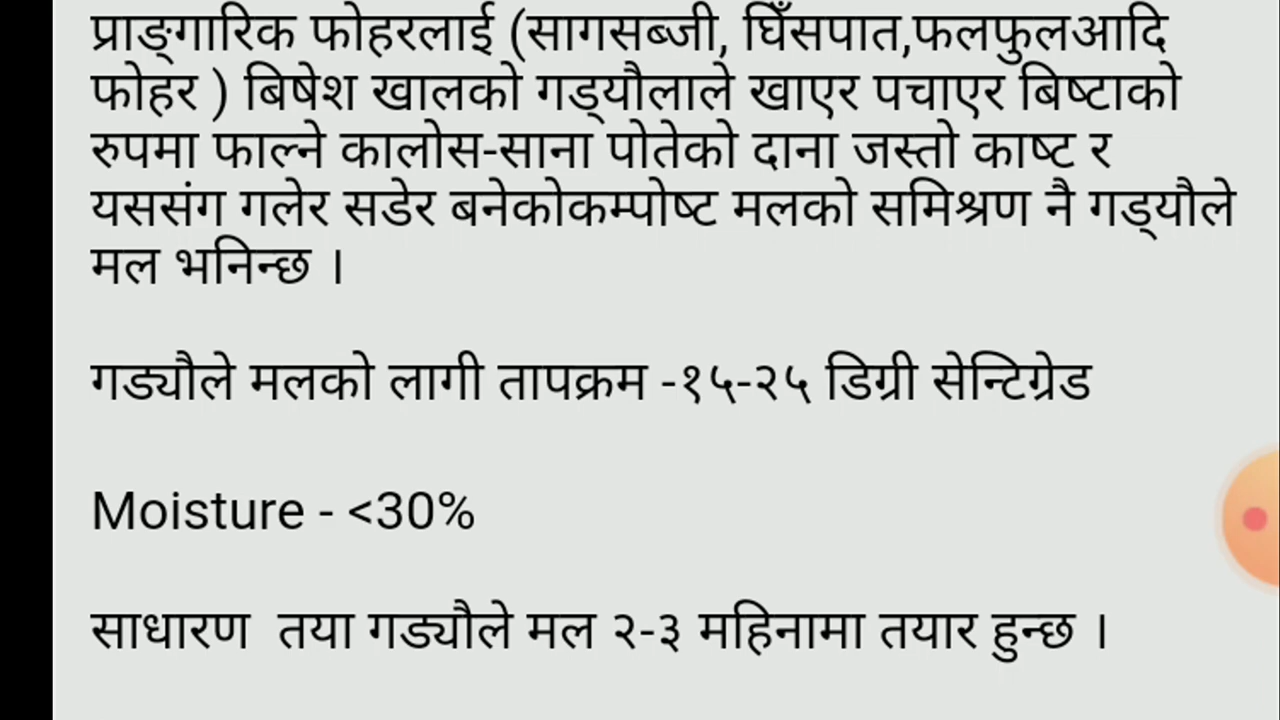 प्राङ्गारिक फोहरलाई (सागसब्जी, घिँसपात,फलफुलआदि
फोहर ) बिषेश खालको गड्‌यौलाले खाएर पचाएर बिष्टाको
रुपमा फाल्ने कालोस-साना पोतेको दाना जस्तो काष्ट र
यससंग गलेर सडेर बनेकोकम्पोष्ट मलको समिश्रण नै गड्‌यौले
मल भनिन्छ ।
गड्यौले मलको लागी तापक्रम -१५-२५ डिग्री सेन्टिग्रेड
Moisture - <30%
साधारण तया गड्यौले मल २-३ महिनामा तयार हुन्छ ।